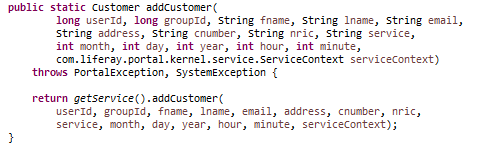 public static Customer addCustomer(
long userId, long groupId, String fname, String lname, String email,
String address, String cnumber, String nric, String service,
int month, int day, int year, int hour, int minute,
com.liferay.portal.kernel.service.ServiceContext serviceContext)
throws PortalException, SystemException {
return getService().addCustomer(
userId, groupId, fname, lname, email, address, cnumber, nric,
service, month, day, year, hour, minute, serviceContext);
}